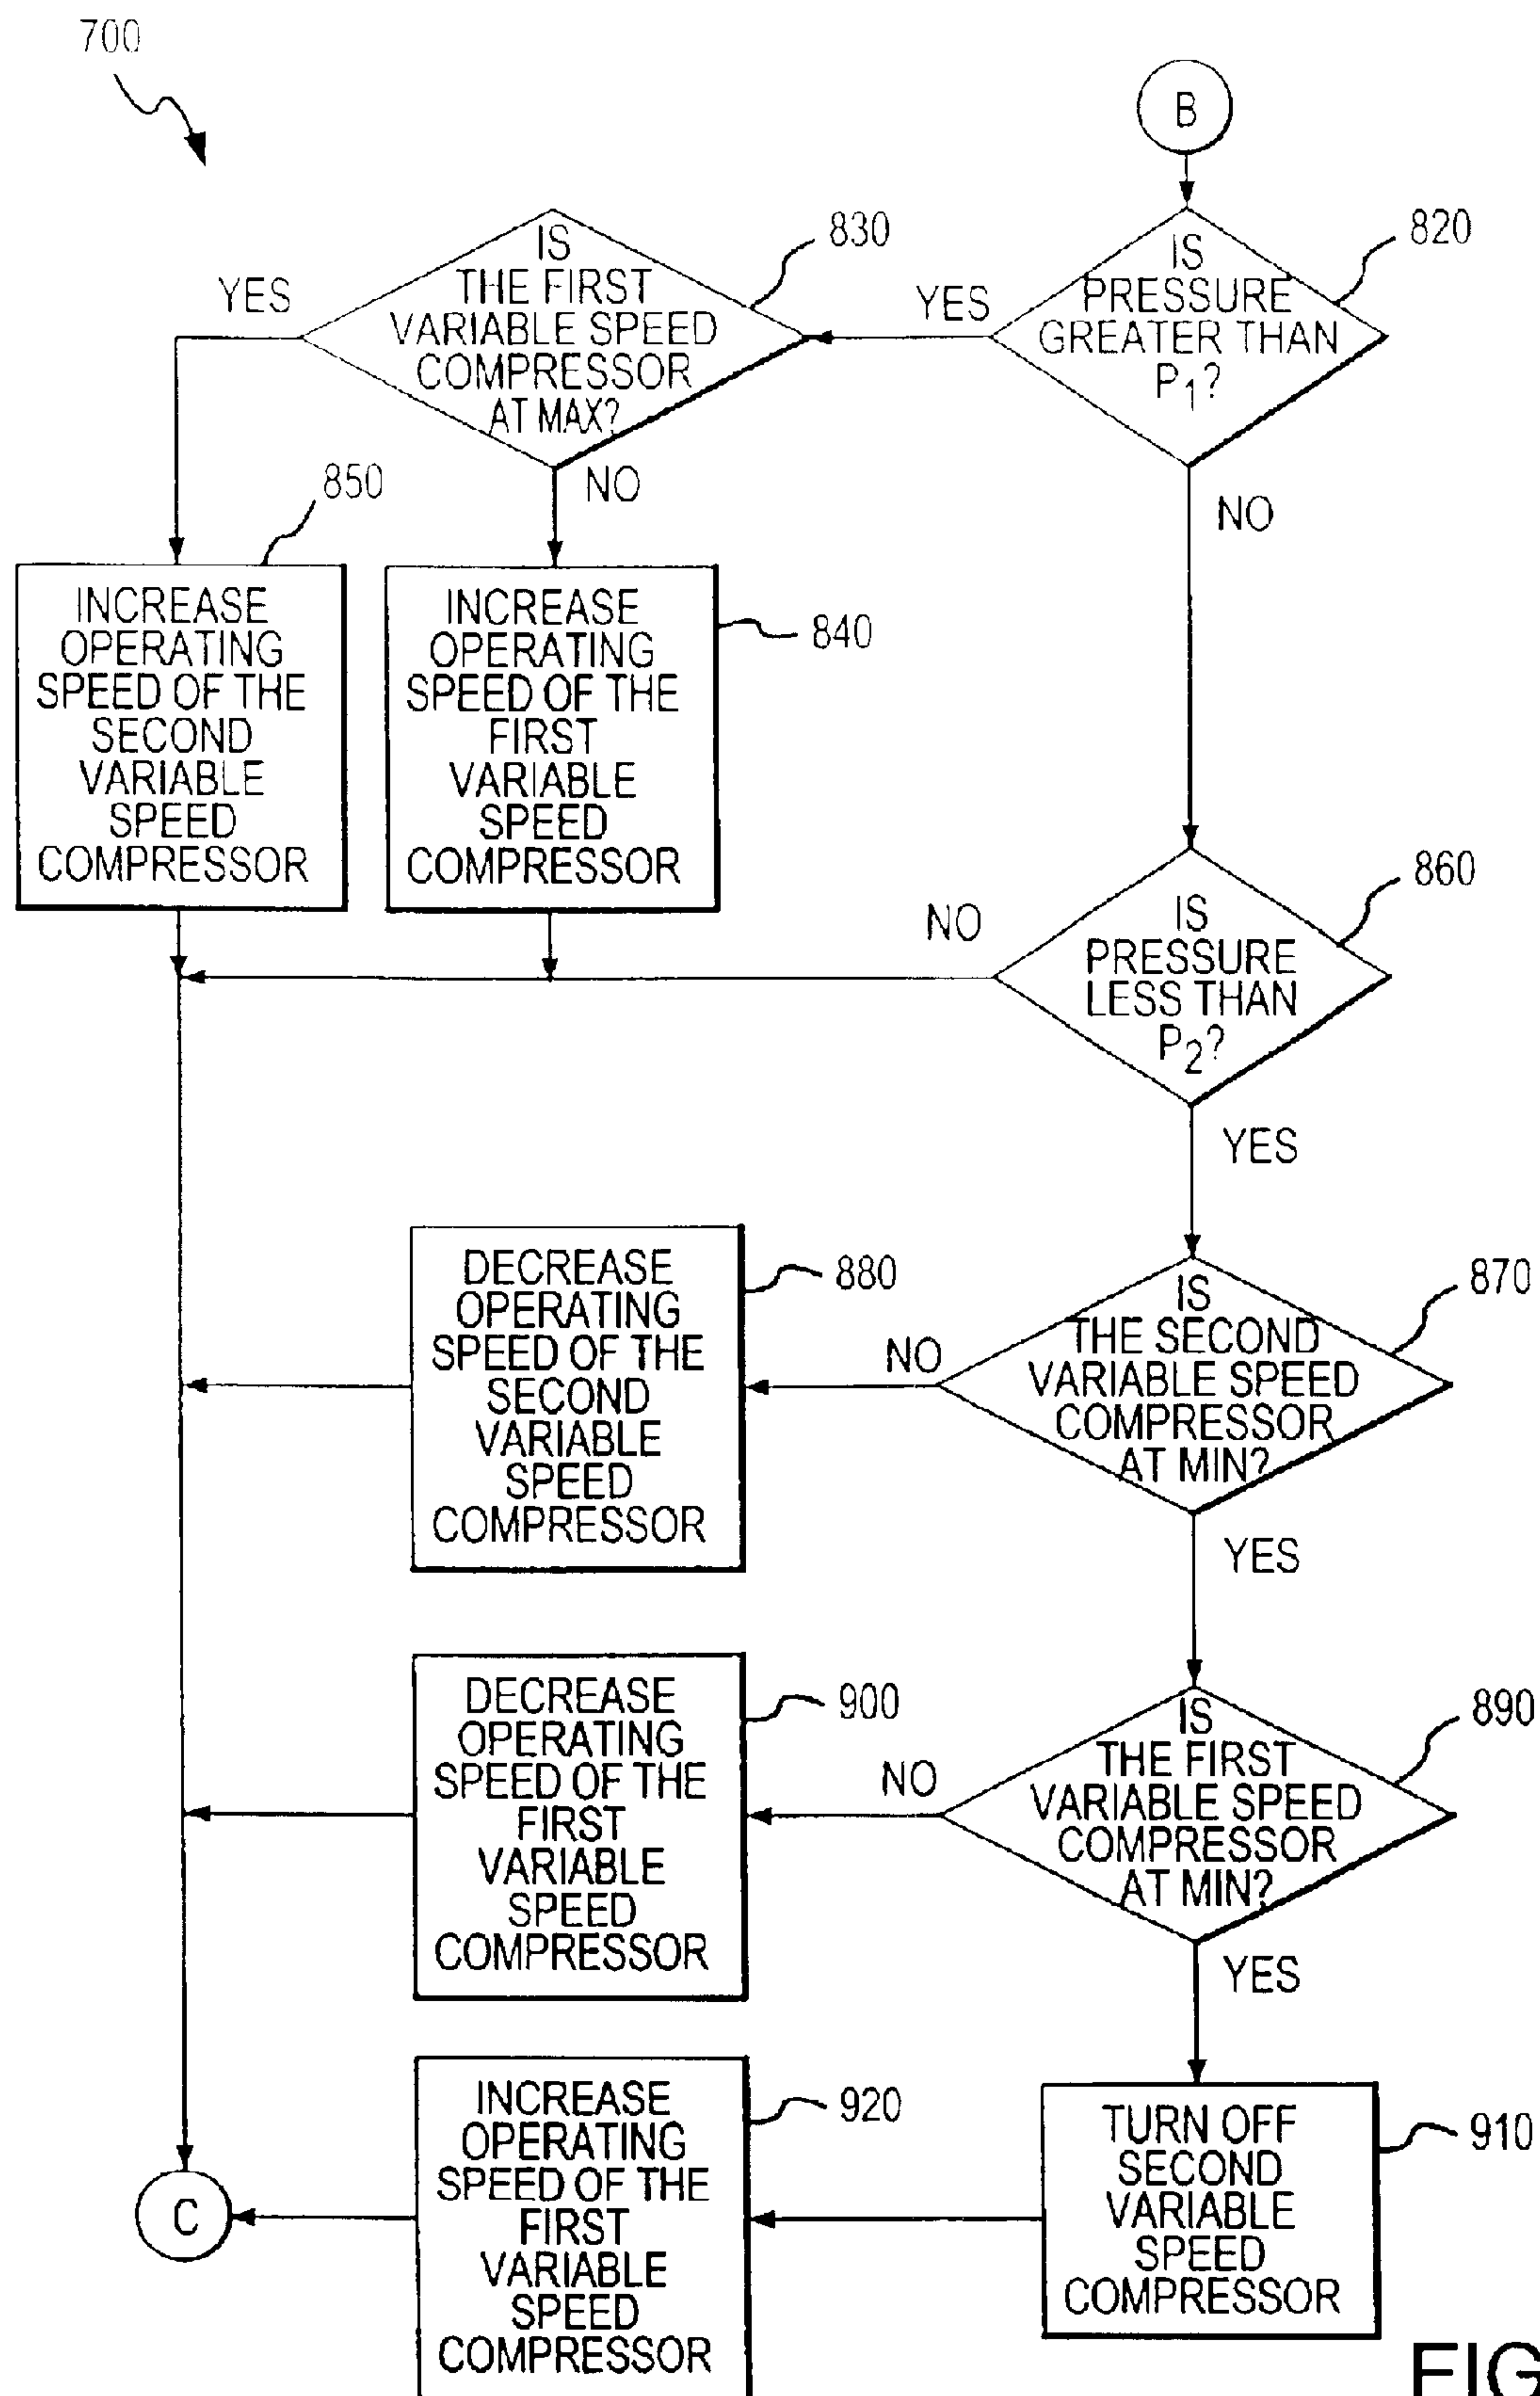 700
B
820
IS
PRESSURE
GREATER THAN
P1?
YES
NO
830
IS
THE FIRST
VARIABLE SPEED
COMPRESSOR
AT MAX?
YES
NO
850
INCREASE
OPERATING
SPEED OF THE
SECOND
VARIABLE
SPEED
COMPRESSOR
840
INCREASE
OPERATING
SPEED OF THE
FIRST
VARIABLE
SPEED
COMPRESSOR
860
IS
PRESSURE
LESS THAN
P2?
NO
YES
870
IS
THE SECOND
VARIABLE SPEED
COMPRESSOR
AT MIN?
NO
YES
880
DECREASE
OPERATING
SPEED OF THE
SECOND
VARIABLE
SPEED
COMPRESSOR
890
IS
THE FIRST
VARIABLE SPEED
COMPRESSOR
AT MIN?
NO
YES
900
DECREASE
OPERATING
SPEED OF THE
FIRST
VARIABLE
SPEED
COMPRESSOR
910
TURN OFF
SECOND
VARIABLE
SPEED
COMPRESSOR
920
INCREASE
OPERATING
SPEED OF THE
FIRST
VARIABLE
SPEED
COMPRESSOR
C
FIG